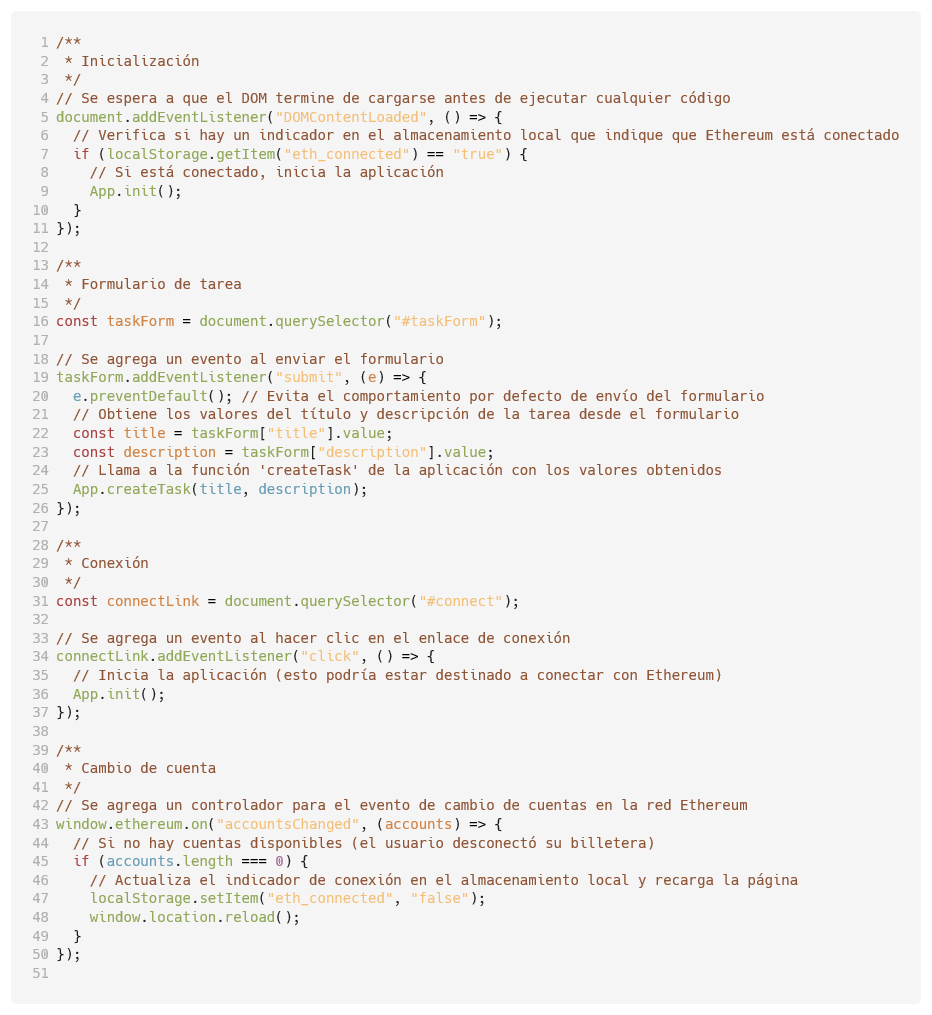 1 /**
2  * Inicialización
3  */
4 // Se espera a que el DOM termine de cargarse antes de ejecutar cualquier código
5 document.addEventListener("DOMContentLoaded", () => {
6   // Verifica si hay un indicador en el almacenamiento local que indique que Ethereum está conectado
7   if (localStorage.getItem("eth_connected") == "true") {
8     // Si está conectado, inicia la aplicación
9     App.init();
10   }
11 });
12
13 /**
14  * Formulario de tarea
15  */
16 const taskForm = document.querySelector("#taskForm");
17
18 // Se agrega un evento al enviar el formulario
19 taskForm.addEventListener("submit", (e) => {
20   e.preventDefault(); // Evita el comportamiento por defecto de envío del formulario
21   // Obtiene los valores del título y descripción de la tarea desde el formulario
22   const title = taskForm["title"].value;
23   const description = taskForm["description"].value;
24   // Llama a la función 'createTask' de la aplicación con los valores obtenidos
25   App.createTask(title, description);
26 });
27
28 /**
29  * Conexión
30  */
31 const connectLink = document.querySelector("#connect");
32
33 // Se agrega un evento al hacer clic en el enlace de conexión
34 connectLink.addEventListener("click", () => {
35   // Inicia la aplicación (esto podría estar destinado a conectar con Ethereum)
36   App.init();
37 });
38
39 /**
40  * Cambio de cuenta
41  */
42 // Se agrega un controlador para el evento de cambio de cuentas en la red Ethereum
43 window.ethereum.on("accountsChanged", (accounts) => {
44   // Si no hay cuentas disponibles (el usuario desconectó su billetera)
45   if (accounts.length === 0) {
46     // Actualiza el indicador de conexión en el almacenamiento local y recarga la página
47     localStorage.setItem("eth_connected", "false");
48     window.location.reload();
49   }
50 });
51